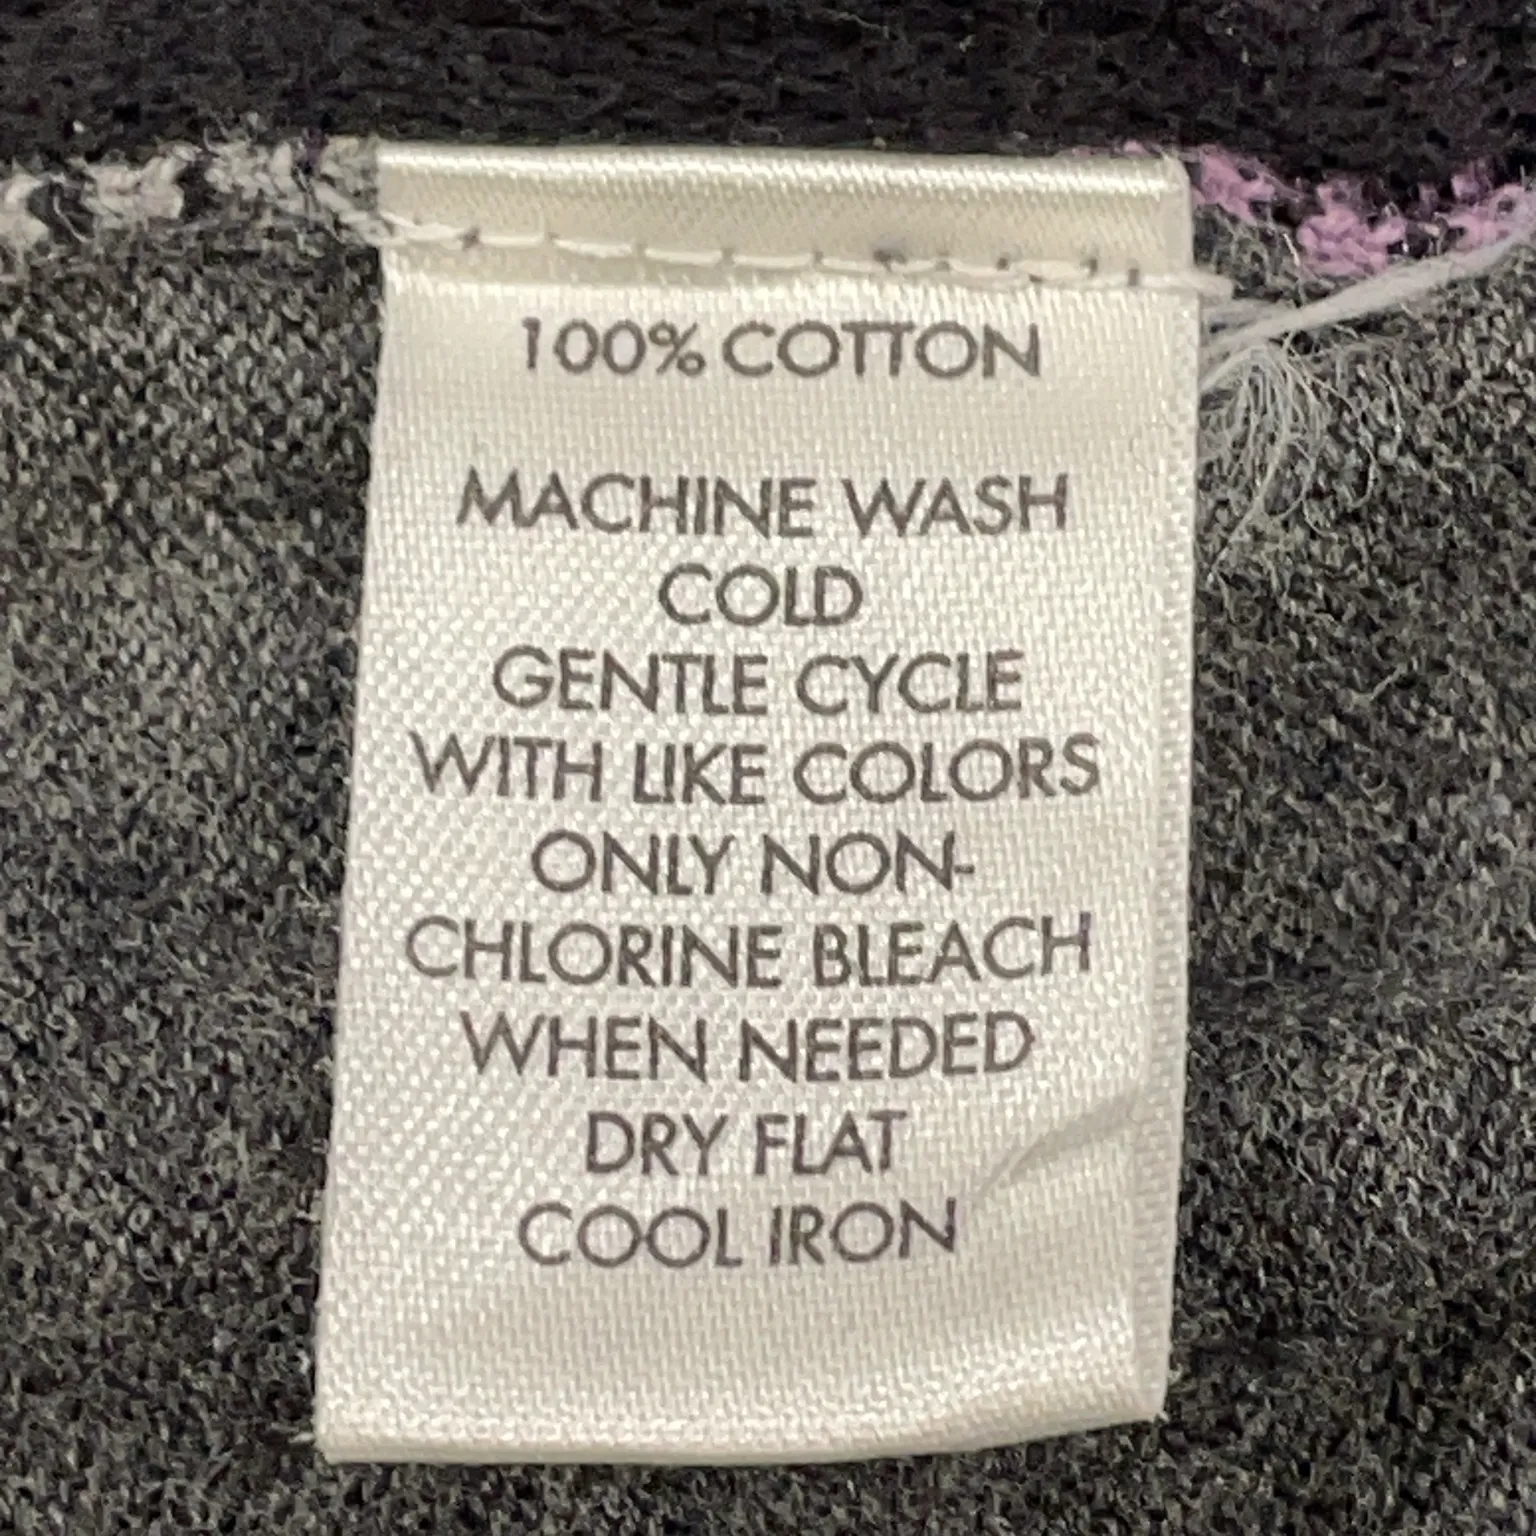 100% COTTON
MACHINE WASH
COLD
GENTLE CYCLE
WITH LIKE COLORS
ONLY NON-
CHLORINE BLEACH
WHEN NEEDED
DRY FLAT
COOL IRON